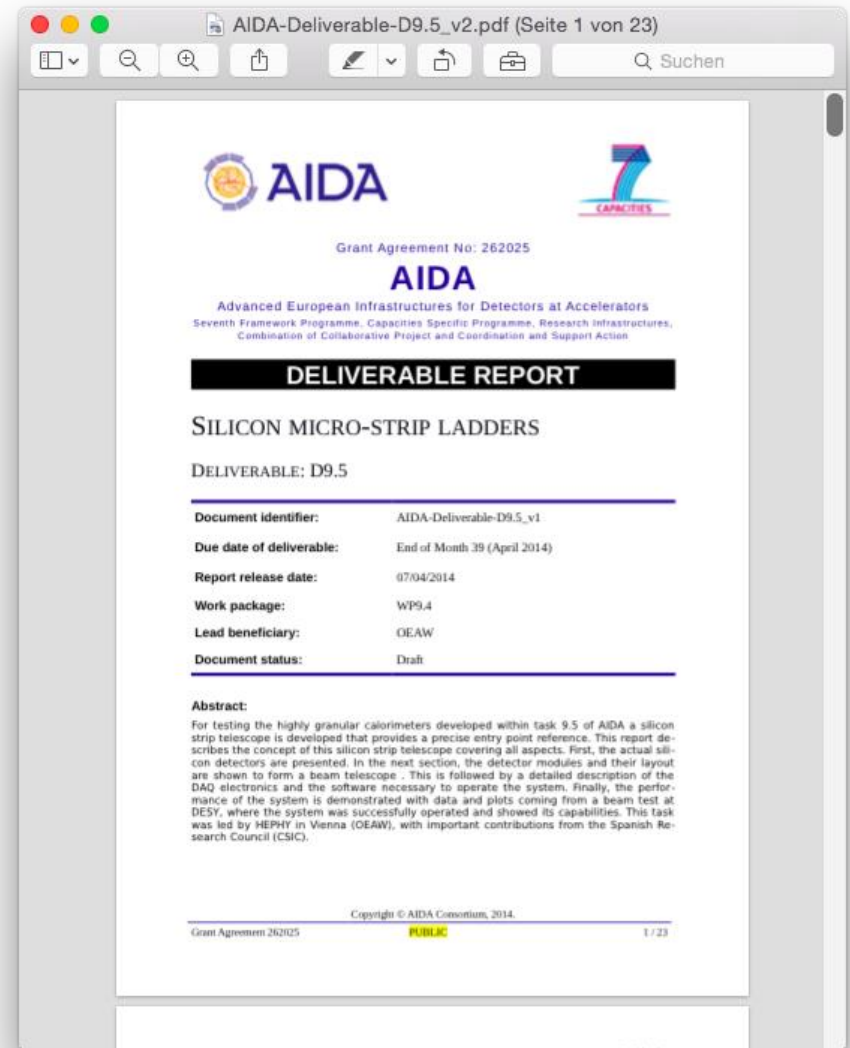 AIDA-Deliverable-D9.5_v2.pdf (Seite 1 von 23)
Suchen
AIDA
7
CAPACITIES
Grant Agreement No: 262025
AIDA
Advanced European Infrastructures for Detectors at Accelerators
Seventh Framework Programme, Capacities Specific Programme, Research Infrastructures,
Combination of Collaborative Project and Coordination and Support Action
DELIVERABLE REPORT
SILICON MICRO-STRIP LADDERS
DELIVERABLE: D9.5
Document identifier: AIDA-Deliverable-D9.5_v1
Due date of deliverable: End of Month 39 (April 2014)
Report release date: 07/04/2014
Work package: WP9.4
Lead beneficiary: OEAW
Document status: Draft
Abstract:
For testing the highly granular calorimeters developed within task 9.5 of AIDA a silicon
strip telescope is developed that provides a precise entry point reference. This report de-
scribes the concept of this silicon strip telescope covering all aspects. First, the actual sili-
con detectors are presented. In the next section, the detector modules and their layout
are shown to form a beam telescope . This is followed by a detailed description of the
DAQ electronics and the software necessary to operate the system. Finally, the perfor-
mance of the system is demonstrated with data and plots coming from a beam test at
DESY, where the system was successfully operated and showed its capabilities. This task
was led by HEPHY in Vienna (OEAW), with important contributions from the Spanish Re-
search Council (CSIC).
Copyright © AIDA Consortium, 2014.
Grant Agreement 262025 PUBLIC 1 / 23